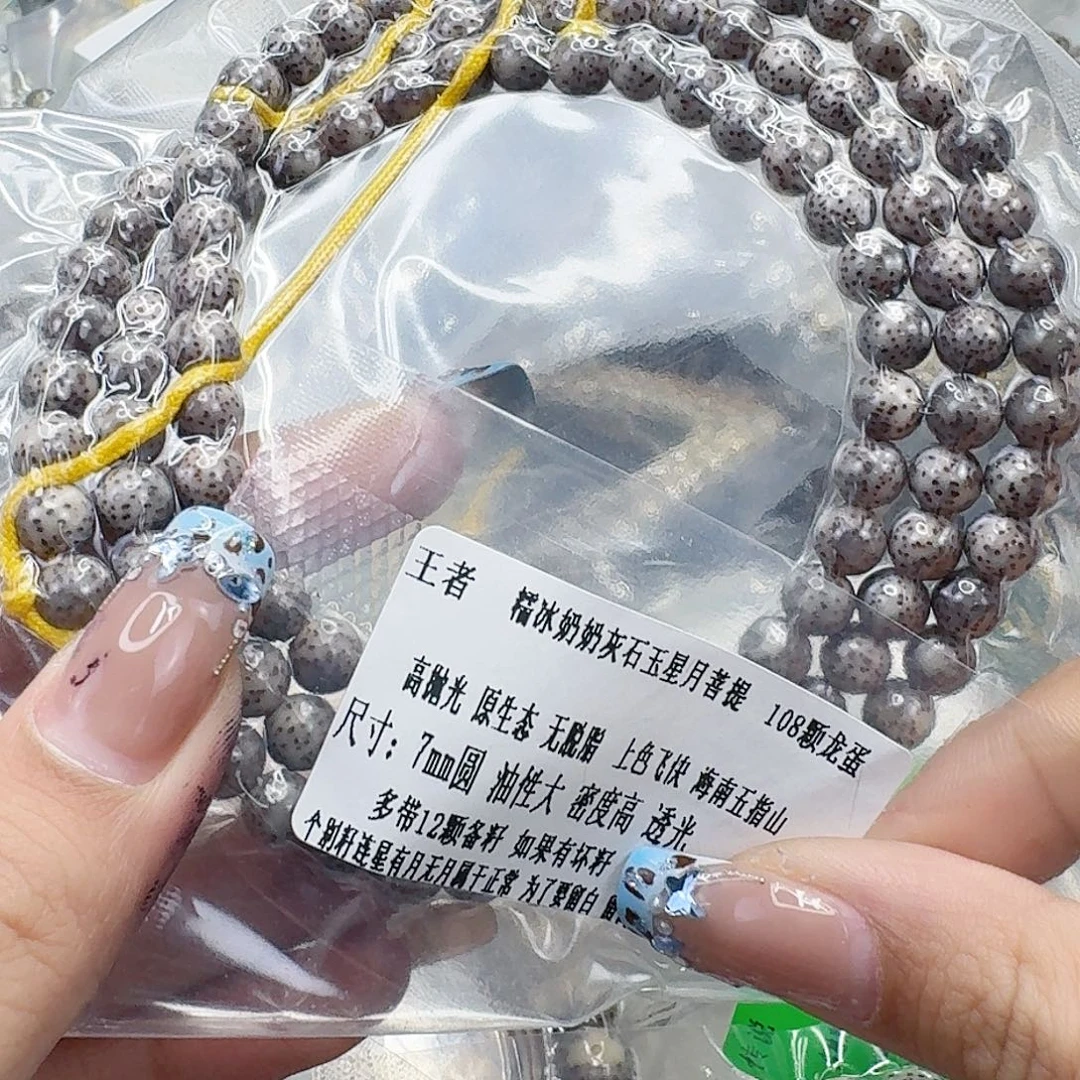 王者 糯冰奶奶灰石玉星月菩提 108颗龙蛋
高抛光 原生态 无脱脂 上色飞快 海南五指山
尺寸：7mm圆 油性大 密度高 透光
多带12颗备籽 如果有坏籽
个别籽连星有月无月属于正常 为了要留白 留